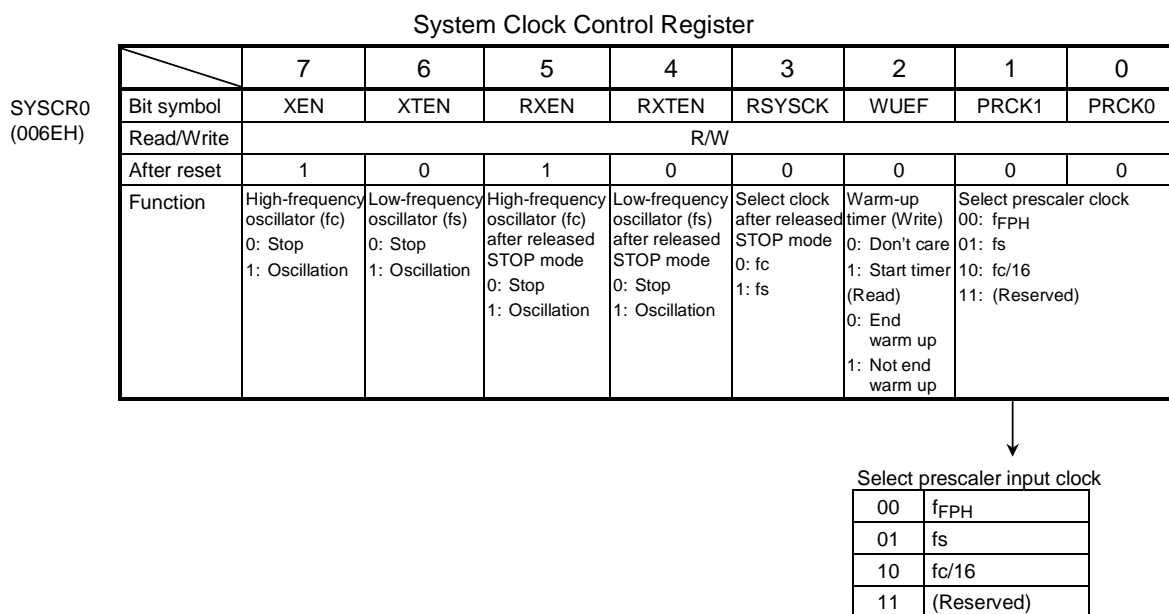 System Clock Control Register
7 6 5 4 3 2 1 0
SYSCR0
(006EH)
Bit symbol XEN XTEN RXEN RXTEN RSYSCK WUEF PRCK1 PRCK0
Read/Write R/W
After reset 1 0 1 0 0 0 0 0
Function
High-frequency
oscillator (fc)
0: Stop
1: Oscillation
Low-frequency
oscillator (fs)
0: Stop
1: Oscillation
High-frequency
oscillator (fc)
after released
STOP mode
0: Stop
1: Oscillation
Low-frequency
oscillator (fs)
after released
STOP mode
0: Stop
1: Oscillation
Select clock
after released
STOP mode
0: fc
1: fs
Warm-up
timer (Write)
0: Don't care
1: Start timer
(Read)
0: End
warm up
1: Not end
warm up
Select prescaler clock
00: fFPH
01: fs
10: fc/16
11: (Reserved)
Select prescaler input clock
00 fFPH
01 fs
10 fc/16
11 (Reserved)